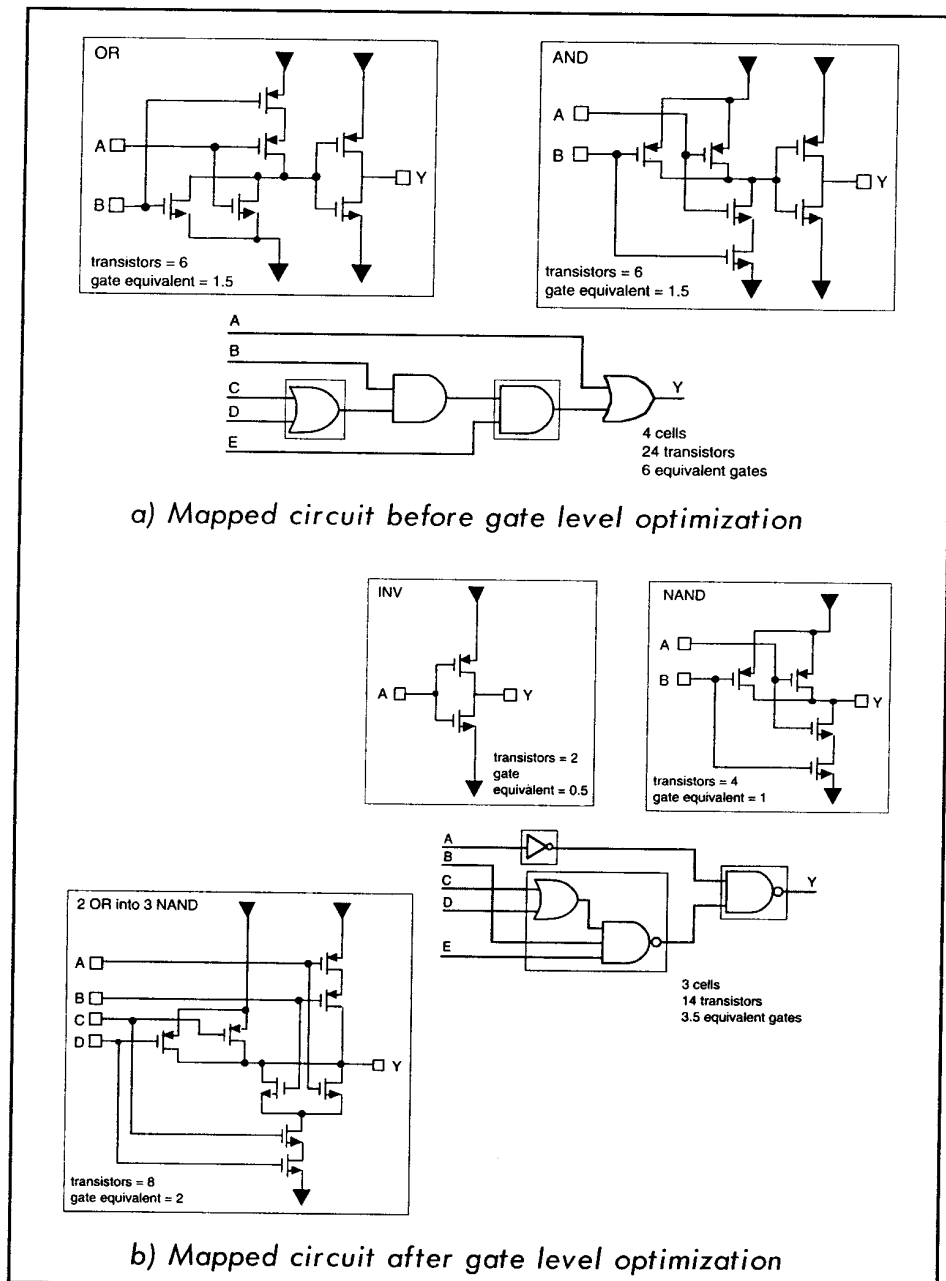 OR
A
B
Y
transistors = 6
gate equivalent = 1.5
AND
A
B
Y
transistors = 6
gate equivalent = 1.5
A
B
C
D
E
Y
4 cells
24 transistors
6 equivalent gates
a) Mapped circuit before gate level optimization
INV
A
Y
transistors = 2
gate
equivalent = 0.5
NAND
A
B
Y
transistors = 4
gate equivalent = 1
A
B
C
D
E
Y
3 cells
14 transistors
3.5 equivalent gates
2 OR into 3 NAND
A
B
C
D
Y
transistors = 8
gate equivalent = 2
b) Mapped circuit after gate level optimization